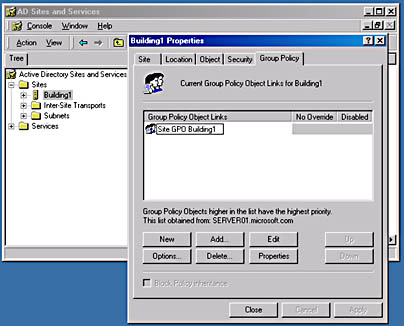 AD Sites and Services
Console Window Help
Action View
Tree
Active Directory Sites and Services
Sites
Building1
Inter-Site Transports
Subnets
Services
Building1 Properties
Site Location Object Security Group Policy
Current Group Policy Object Links for Building1
Group Policy Object Links No Override Disabled
Site GPO Building1
Group Policy Objects higher in the list have the highest priority.
This list obtained from: SERVER01.microsoft.com
New Add... Edit Up
Options... Delete... Properties Down
Block Policy inheritance
Close Cancel Apply